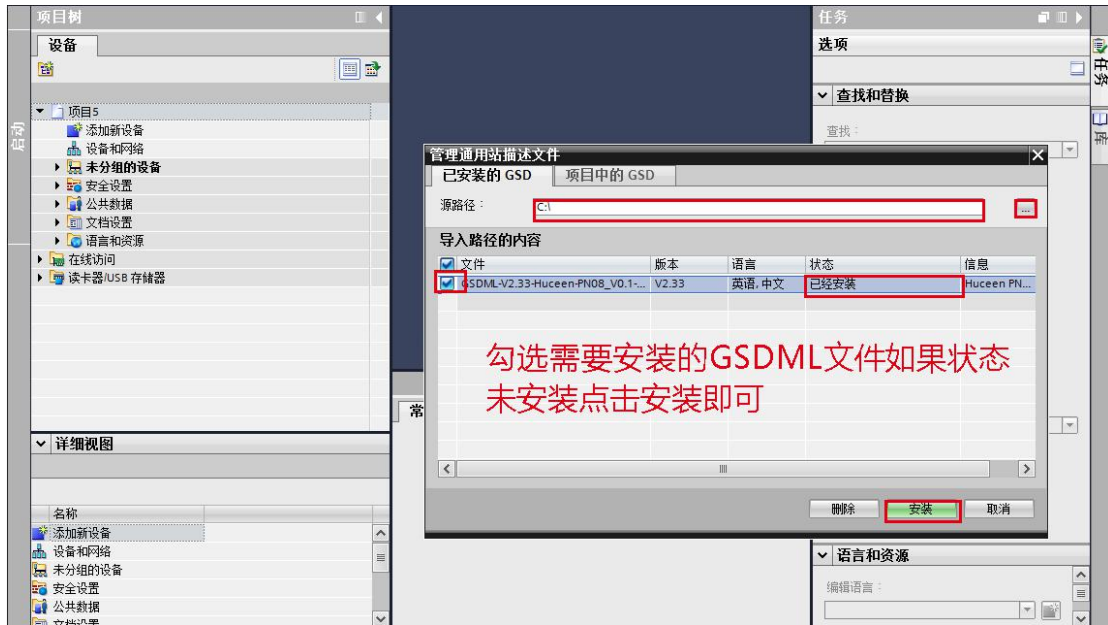 项目树
设备
项目5
添加新设备
设备和网络
未分组的设备
安全设置
公共数据
文档设置
语言和资源
在线访问
读卡器/USB 存储器
启动
详细视图
名称
添加新设备
设备和网络
未分组的设备
安全设置
公共数据
文档设置
常
管理通用站描述文件
已安装的 GSD
项目中的 GSD
源路径：
C:\
...
导入路径的内容
文件 版本 语言 状态 信息
GSDML-V2.33-Huceen-PN08_V0.1-... V2.33 英语, 中文 已经安装 Huceen PN...
勾选需要安装的GSDML文件如果状态
未安装点击安装即可
删除 安装 取消
任务
选项
查找和替换
查找：
语言和资源
编辑语言：
任务
库